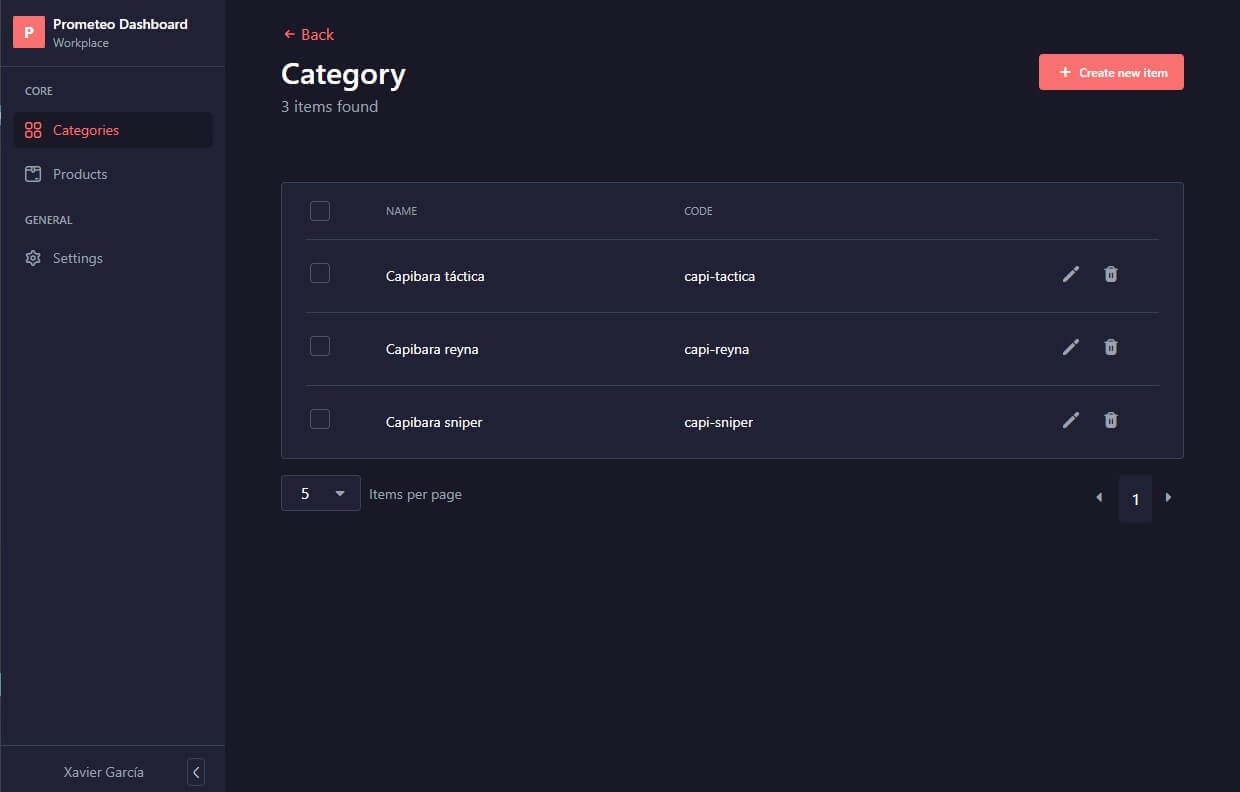 P
Prometeo Dashboard
Workplace
CORE
Categories
Products
GENERAL
Settings
Xavier García
← Back
Category
3 items found
+ Create new item
NAME CODE
Capibara táctica capi-tactica
Capibara reyna capi-reyna
Capibara sniper capi-sniper
5 Items per page
1